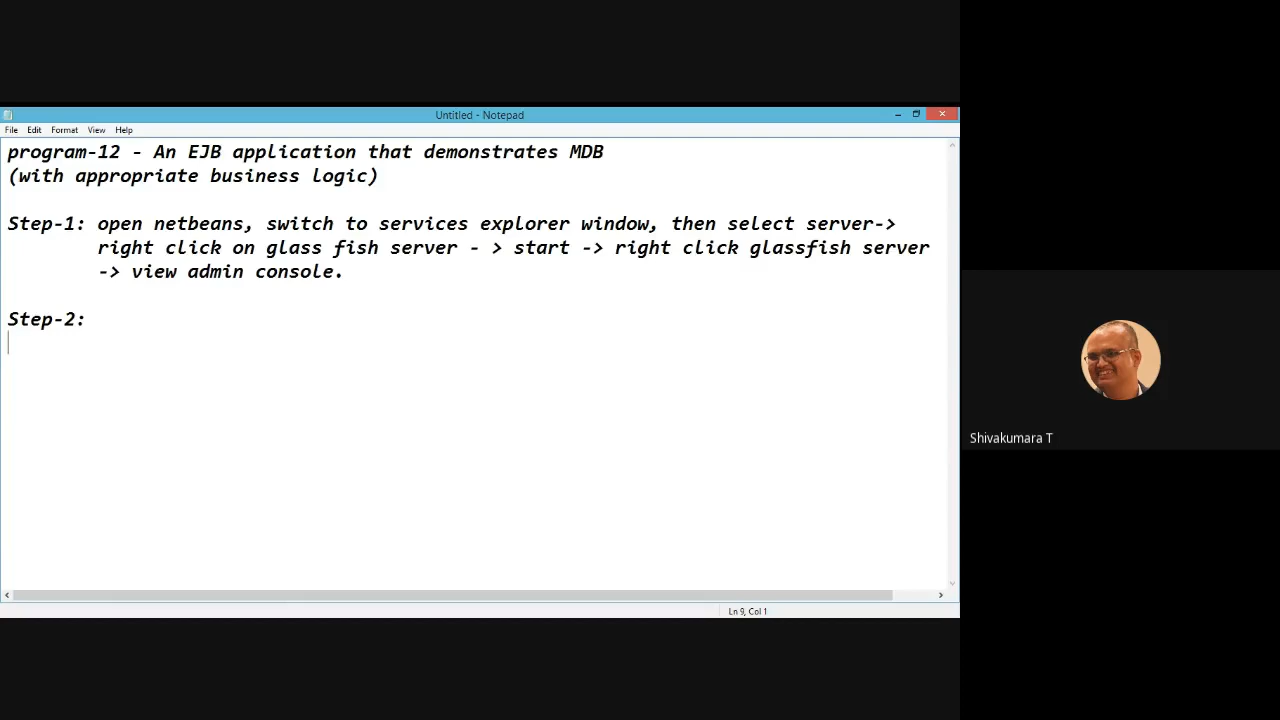 Untitled - Notepad
File Edit Format View Help
program-12 - An EJB application that demonstrates MDB
(with appropriate business logic)
Step-1: open netbeans, switch to services explorer window, then select server->
right click on glass fish server - > start -> right click glassfish server
-> view admin console.
Step-2:
Shivakumara T
Ln 9, Col 1